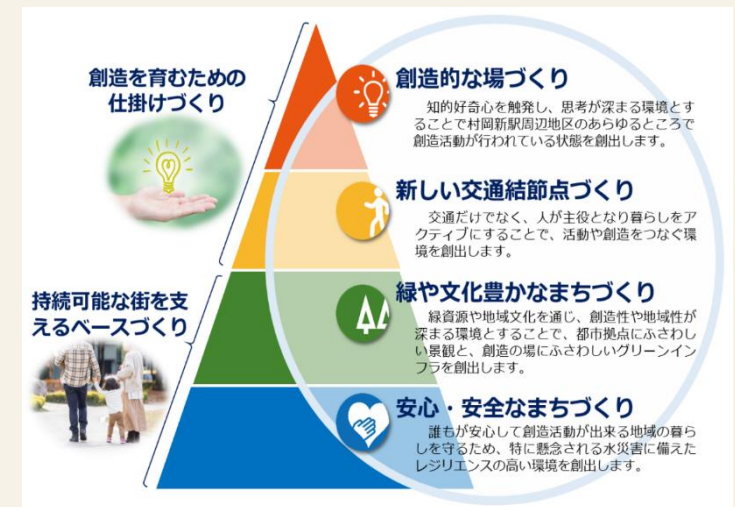 創造を育むための
仕掛けづくり
創造的な場づくり
知的好奇心を触発し、思考が深まる環境とす
ることで村岡新駅周辺地区のあらゆるところで
創造活動が行われている状態を創出します。
新しい交通結節点づくり
交通だけでなく、人が主役となり暮らしをア
クティブにすることで、活動や創造をつなぐ環
境を創出します。
持続可能な街を支
えるベースづくり
緑や文化豊かなまちづくり
緑資源や地域文化を通じ、創造性や地域性が
深まる環境とすることで、都市拠点にふさわし
い景観と、創造の場にふさわしいグリーンイン
フラを創出します。
安心・安全なまちづくり
誰もが安心して創造活動が出来る地域の暮ら
しを守るため、特に懸念される水災害に備えた
レジリエンスの高い環境を創出します。